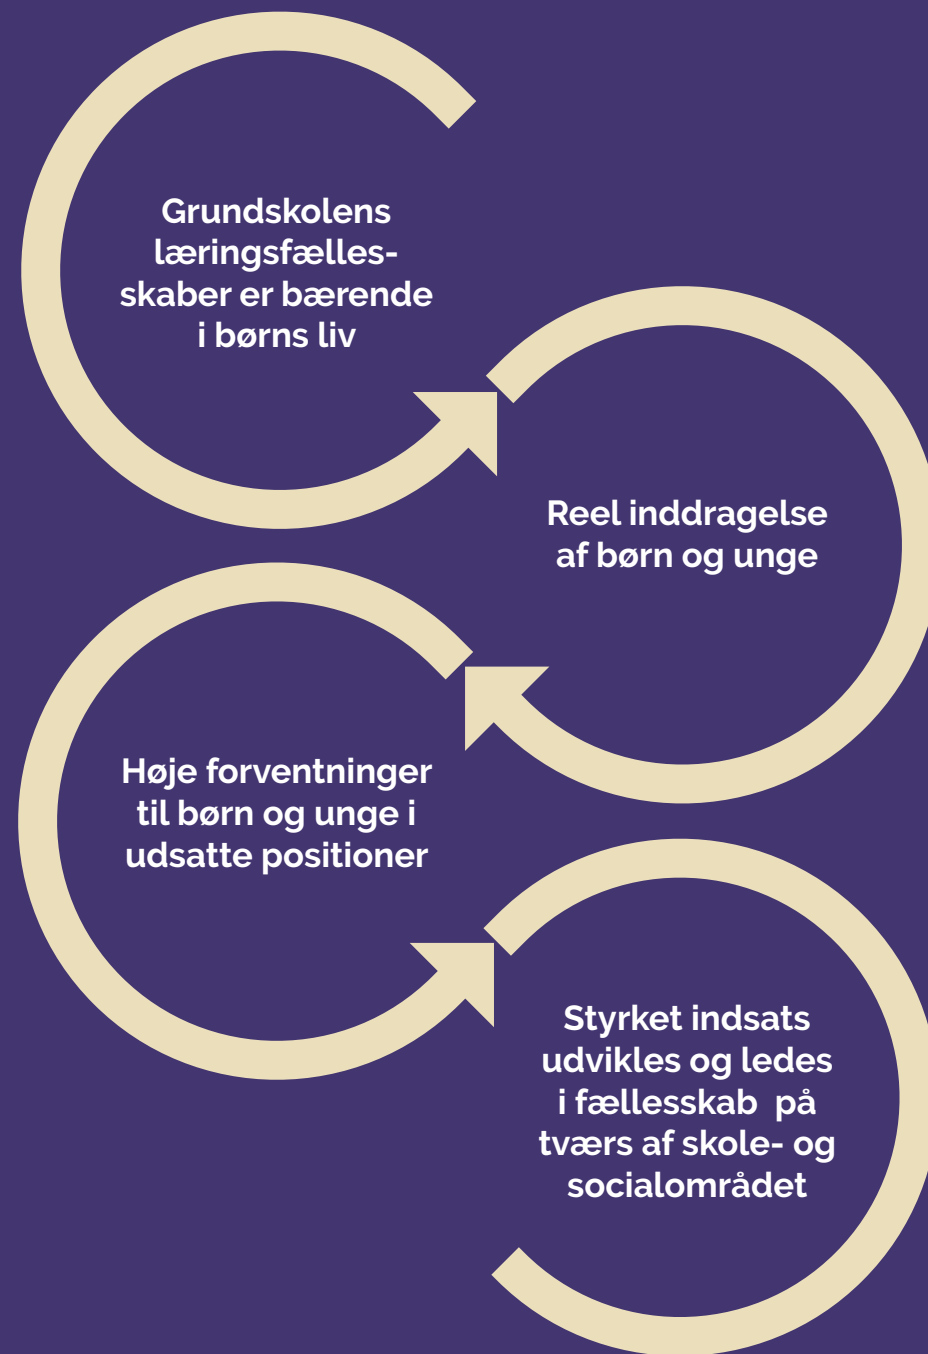 Grundskolens
læringsfælles-
skaber er bærende
i børns liv
Reel inddragelse
af børn og unge
Høje forventninger
til børn og unge i
udsatte positioner
Styrket indsats
udvikles og ledes
i fællesskab  på
tværs af skole- og
socialområdet